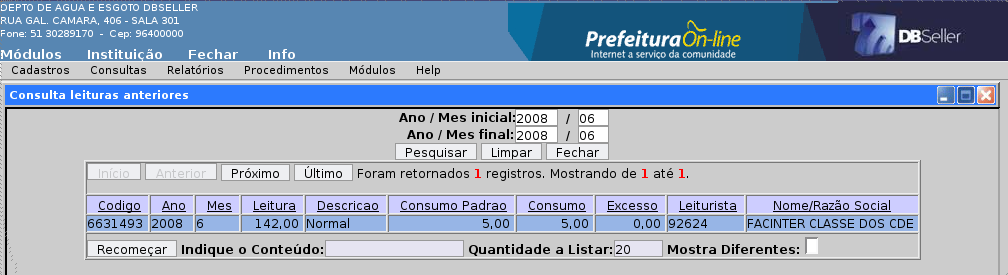 DEPTO DE AGUA E ESGOTO DBSELLER
RUA GAL. CAMARA, 406 - SALA 301
Fone: 51 30289170 - Cep: 96400000
PrefeituraOn-line
Internet a serviço da comunidade
DBSeller
Módulos Instituição Fechar Info
Cadastros Consultas Relatórios Procedimentos Módulos Help
Consulta leituras anteriores
Ano / Mes inicial: 2008 / 06
Ano / Mes final: 2008 / 06
Pesquisar Limpar Fechar
Início Anterior Próximo Último Foram retornados 1 registros. Mostrando de 1 até 1.
Codigo Ano Mes Leitura Descricao Consumo Padrao Consumo Excesso Leiturista Nome/Razão Social
6631493 2008 6 142,00 Normal 5,00 5,00 0,00 92624 FACINTER CLASSE DOS CDE
Recomeçar Indique o Conteúdo: Quantidade a Listar: 20 Mostra Diferentes: